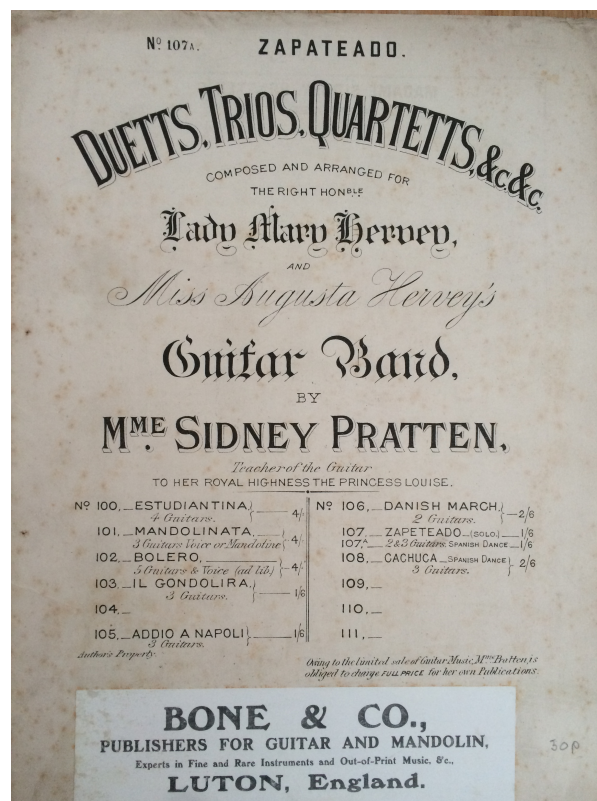 No. 107A. ZAPATEADO.
DUETTS, TRIOS, QUARTETTS, &c. &c.
COMPOSED AND ARRANGED FOR
THE RIGHT HONBLE
Lady Mary Hervey,
AND
Miss Augusta Hervey's
Guitar Band,
BY
MME. SIDNEY PRATTEN,
Teacher of the Guitar
TO HER ROYAL HIGHNESS THE PRINCESS LOUISE.
No 100, _ ESTUDIANTINA, } 4/-
4 Guitars.
101. _ MANDOLINATA, } 4/-
3 Guitars Voice or Mandoline
102. _ BOLERO, } 4/-
5 Guitars & Voice (ad lib)
103. _ IL GONDOLIRA. } 1/6
3 Guitars.
104. _
105. _ ADDIO A NAPOLI } 1/6
3 Guitars.
Author's Property.
No 106, _ DANISH MARCH, } 2/6
2 Guitars.
107. _ ZAPETEADO _ (SOLO.) _ 1/6
107.A _ 2 & 3 Guitars. SPANISH DANCE _ 1/6
108. _ CACHUCA _ SPANISH DANCE } 2/6
3 Guitars.
109. _
110. _
111. _
Owing to the limited sale of Guitar Music, Mme. Pratten, is
obliged to charge FULL PRICE for her own Publications.
BONE & CO.,
PUBLISHERS FOR GUITAR AND MANDOLIN,
Experts in Fine and Rare Instruments and Out-of-Print Music, &c.,
LUTON, England.
30p